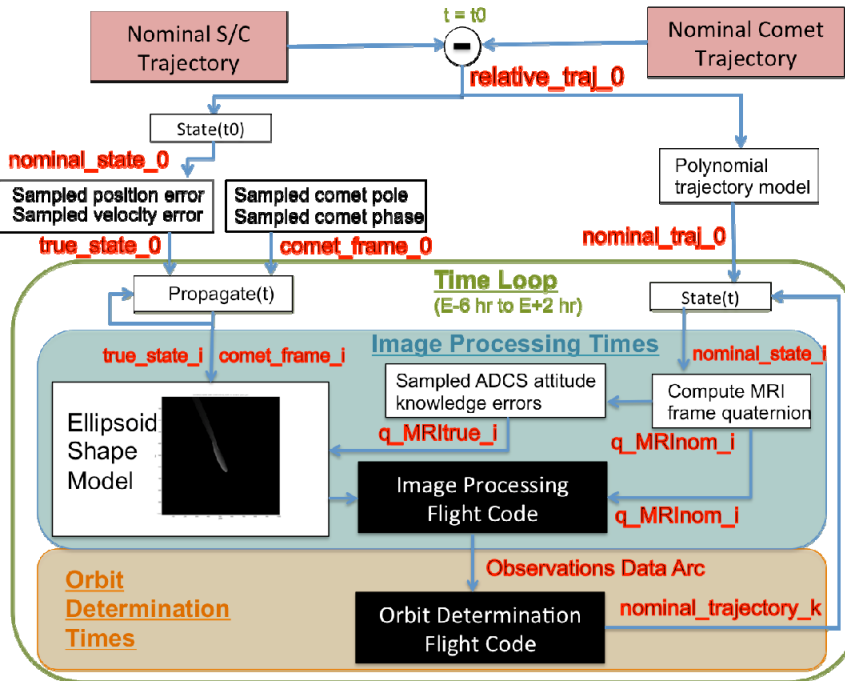 t = t0
Nominal S/C
Trajectory
-
Nominal Comet
Trajectory
relative_traj_0
State(t0)
nominal_state_0
Polynomial
trajectory model
Sampled position error
Sampled velocity error
Sampled comet pole
Sampled comet phase
true_state_0
comet_frame_0
nominal_traj_0
Time Loop
(E-6 hr to E+2 hr)
Propagate(t)
State(t)
Image Processing Times
true_state_i
comet_frame_i
nominal_state_i
Sampled ADCS attitude
knowledge errors
Compute MRI
frame quaternion
Ellipsoid
Shape
Model
q_MRItrue_i
q_MRInom_i
Image Processing
Flight Code
q_MRInom_i
Observations Data Arc
Orbit
Determination
Times
Orbit Determination
Flight Code
nominal_trajectory_k